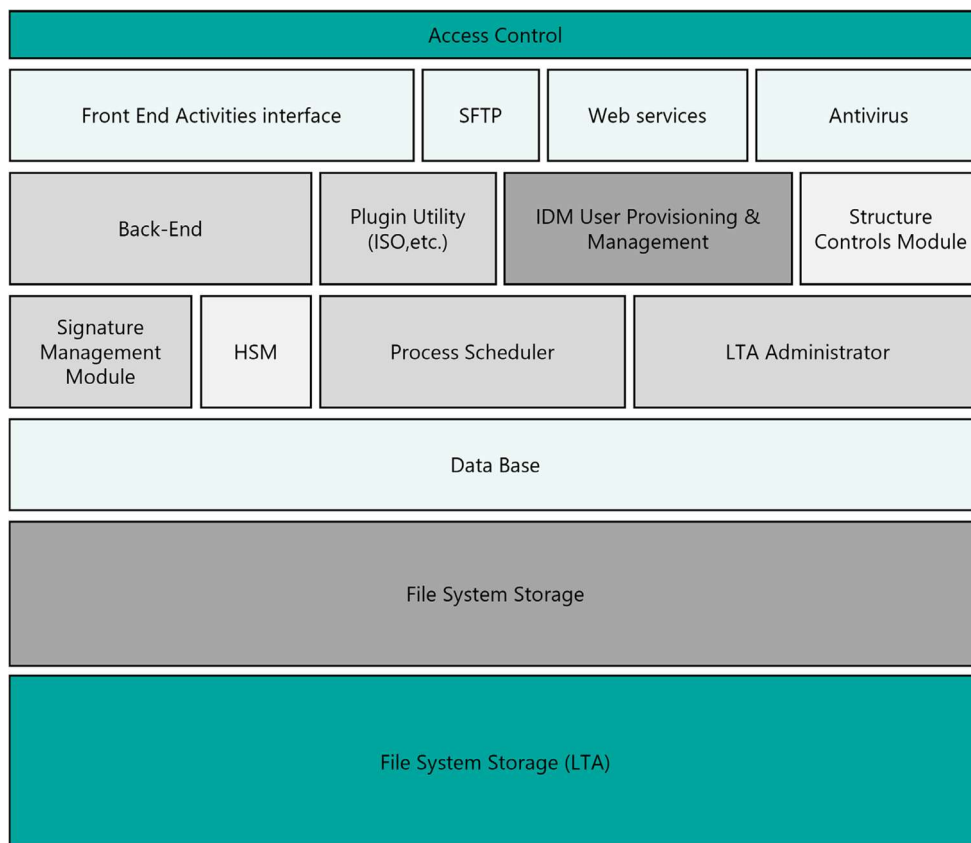 Access Control
Front End Activities interface
SFTP
Web services
Antivirus
Back-End
Plugin Utility
(ISO,etc.)
IDM User Provisioning &
Management
Structure
Controls Module
Signature
Management
Module
HSM
Process Scheduler
LTA Administrator
Data Base
File System Storage
File System Storage (LTA)